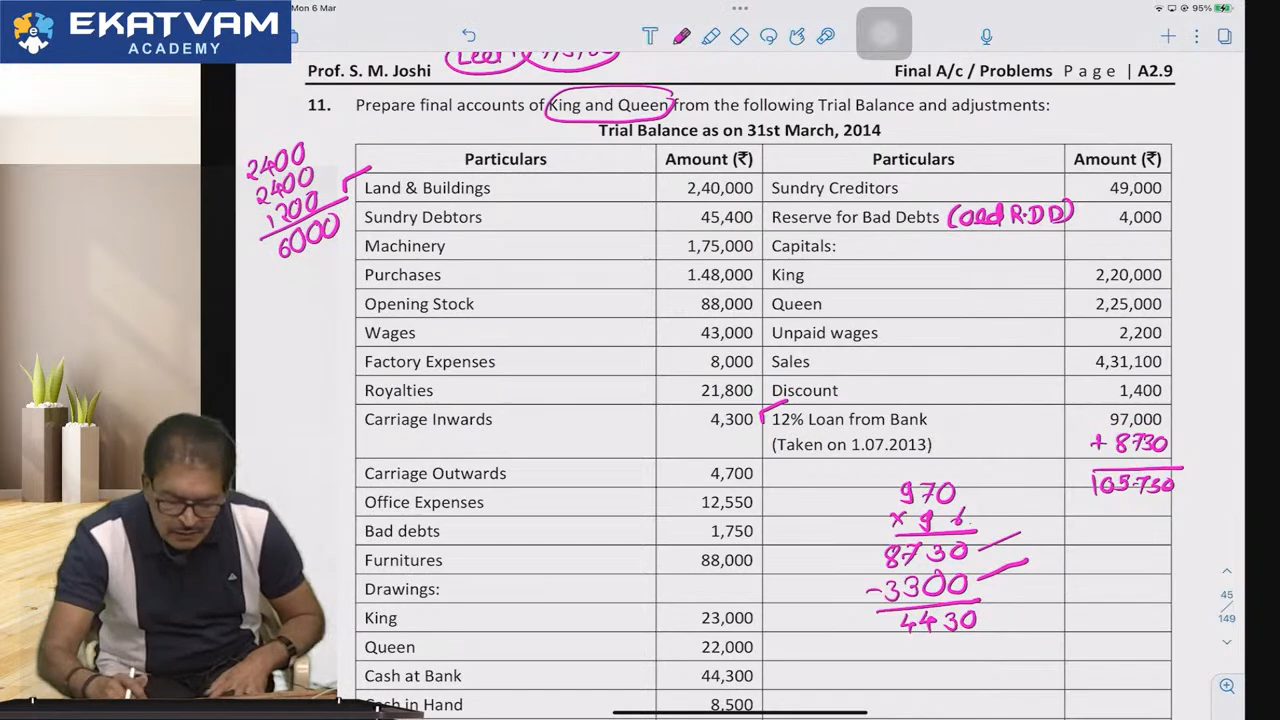 EKATVAM
ACADEMY
Mon 6 Mar
95%
Prof. S. M. Joshi
Final A/c / Problems P a g e | A2.9
11. Prepare final accounts of King and Queen from the following Trial Balance and adjustments:
Trial Balance as on 31st March, 2014
Particulars Amount (₹) Particulars Amount (₹)
2400
2400
1200
6000
Land & Buildings 2,40,000 Sundry Creditors 49,000
Sundry Debtors 45,400 Reserve for Bad Debts (old R.D D) 4,000
Machinery 1,75,000 Capitals:
Purchases 1.48,000 King 2,20,000
Opening Stock 88,000 Queen 2,25,000
Wages 43,000 Unpaid wages 2,200
Factory Expenses 8,000 Sales 4,31,100
Royalties 21,800 Discount 1,400
Carriage Inwards 4,300 12% Loan from Bank 97,000
(Taken on 1.07.2013) + 8730
105730
Carriage Outwards 4,700
Office Expenses 12,550
Bad debts 1,750
Furnitures 88,000
Drawings:
King 23,000
Queen 22,000
Cash at Bank 44,300
Cash in Hand 8,500
970
× 9
8730
-3300
4430
45
/
149